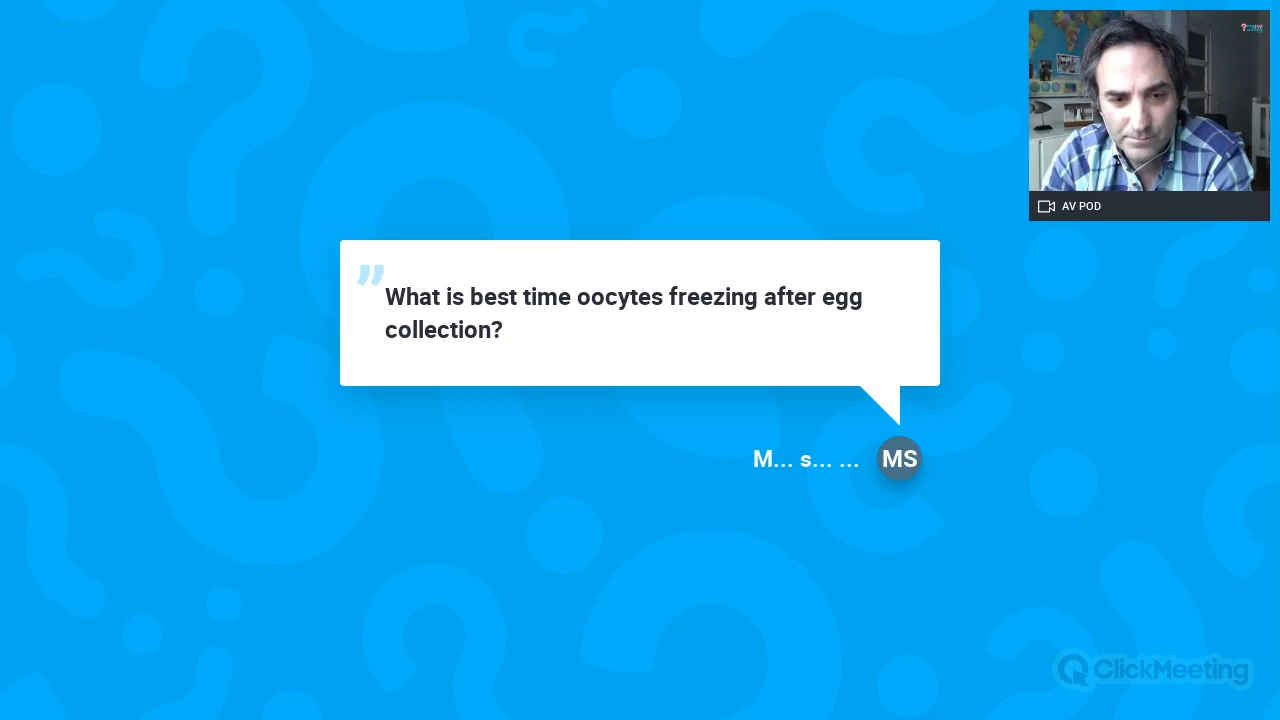 AV POD
"
What is best time oocytes freezing after egg
collection?
M... s... ...
MS
ClickMeeting